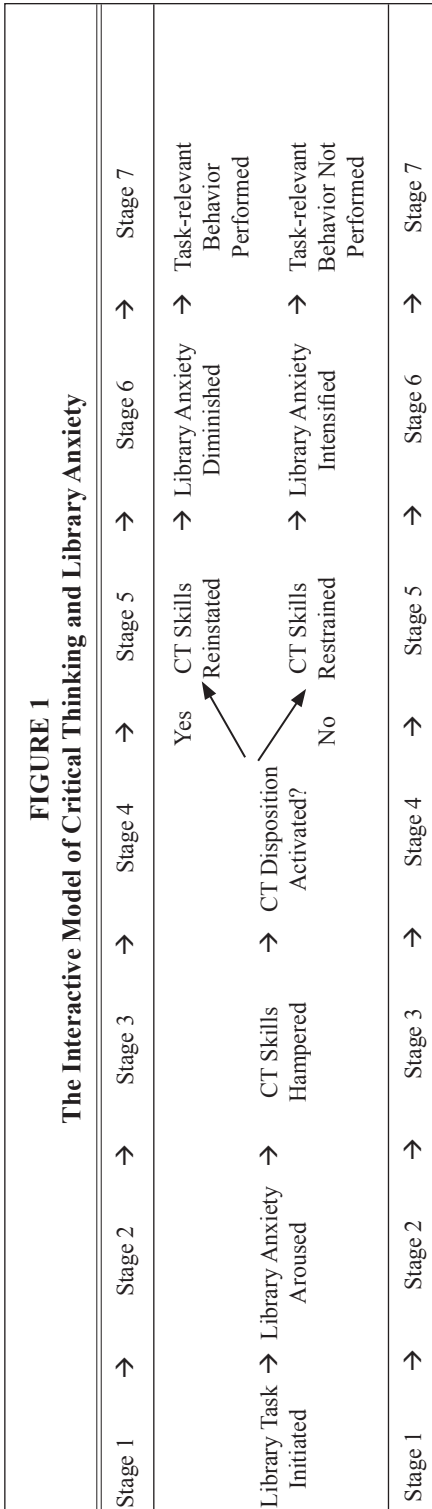 FIGURE 1
The Interactive Model of Critical Thinking and Library Anxiety
Stage 1 → Stage 2 → Stage 3 → Stage 4 → Stage 5 → Stage 6 → Stage 7 →
Yes CT Skills → Library Anxiety → Task-relevant
Reinstated Diminished Behavior
Performed
Library Task → Library Anxiety → CT Skills → CT Disposition
Initiated Aroused Hampered Activated?
CT Skills → Library Anxiety → Task-relevant
No Restrained Intensified Behavior Not
Performed
Stage 1 → Stage 2 → Stage 3 → Stage 4 → Stage 5 → Stage 6 → Stage 7